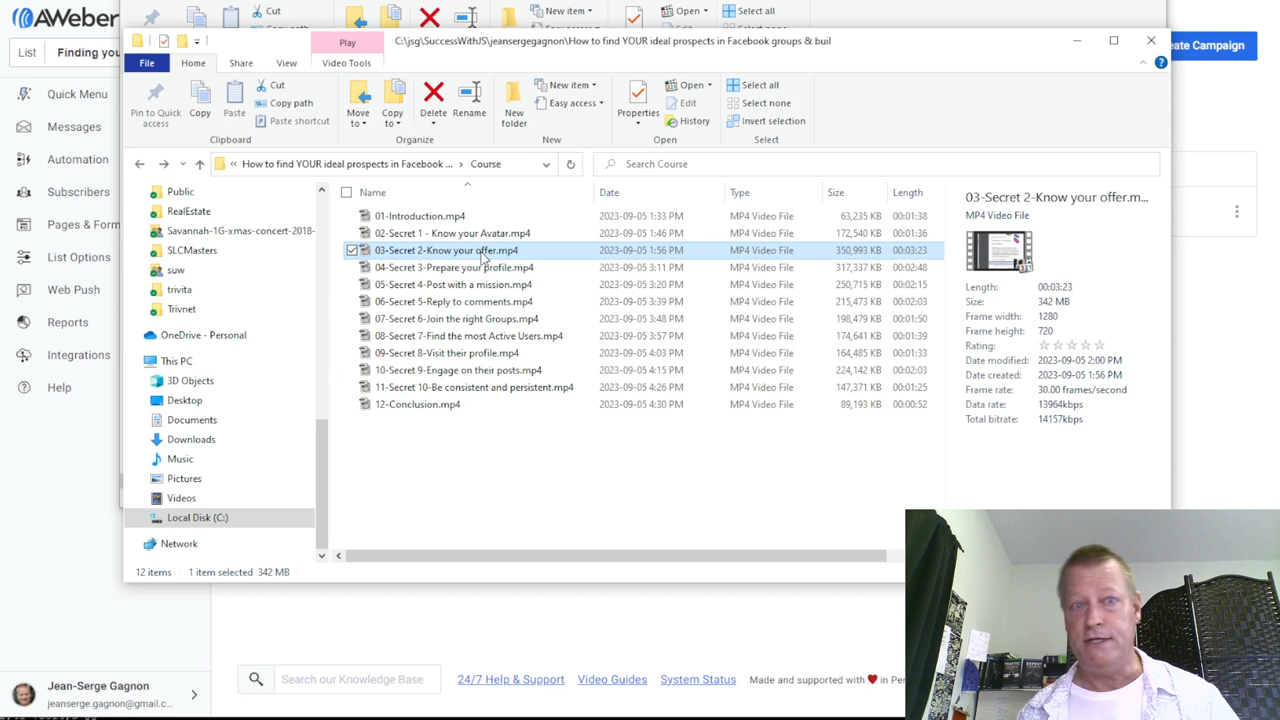 AWeber
Cut
New item
Open
Select all
List
Finding you
Create Campaign
Quick Menu
Messages
Automation
Subscribers
Pages & Form
List Options
Web Push
Reports
Integrations
Help
Jean-Serge Gagnon
jeanserge.gagnon@gmail.c...
Play
C:\jsg\SuccessWithJS\jeansergegagnon\How to find YOUR ideal prospects in Facebook groups & buil
File
Home
Share
View
Video Tools
Pin to Quick access
Copy
Paste
Cut
Copy path
Paste shortcut
Move to
Copy to
Delete
Rename
New folder
New item
Easy access
Properties
Open
Edit
History
Select all
Select none
Invert selection
Clipboard
Organize
New
Open
Select
« How to find YOUR ideal prospects in Facebook ... > Course
Search Course
Public
RealEstate
Savannah-1G-xmas-concert-2018-
SLCMasters
suw
trivita
Trivnet
OneDrive - Personal
This PC
3D Objects
Desktop
Documents
Downloads
Music
Pictures
Videos
Local Disk (C:)
Network
Name Date Type Size Length
01-Introduction.mp4 2023-09-05 1:33 PM MP4 Video File 63,235 KB 00:01:38
02-Secret 1 - Know your Avatar.mp4 2023-09-05 1:46 PM MP4 Video File 172,540 KB 00:01:36
03-Secret 2-Know your offer.mp4 2023-09-05 1:56 PM MP4 Video File 350,993 KB 00:03:23
04-Secret 3-Prepare your profile.mp4 2023-09-05 3:11 PM MP4 Video File 317,337 KB 00:02:48
05-Secret 4-Post with a mission.mp4 2023-09-05 3:20 PM MP4 Video File 250,715 KB 00:02:15
06-Secret 5-Reply to comments.mp4 2023-09-05 3:39 PM MP4 Video File 215,473 KB 00:02:03
07-Secret 6-Join the right Groups.mp4 2023-09-05 3:48 PM MP4 Video File 198,479 KB 00:01:50
08-Secret 7-Find the most Active Users.mp4 2023-09-05 3:57 PM MP4 Video File 174,641 KB 00:01:39
09-Secret 8-Visit their profile.mp4 2023-09-05 4:03 PM MP4 Video File 164,485 KB 00:01:33
10-Secret 9-Engage on their posts.mp4 2023-09-05 4:15 PM MP4 Video File 224,142 KB 00:02:03
11-Secret 10-Be consistent and persistent.mp4 2023-09-05 4:26 PM MP4 Video File 147,371 KB 00:01:25
12-Conclusion.mp4 2023-09-05 4:30 PM MP4 Video File 89,193 KB 00:00:52
03-Secret 2-Know your offer.m...
MP4 Video File
Length: 00:03:23
Size: 342 MB
Frame width: 1280
Frame height: 720
Rating:
Date modified: 2023-09-05 2:00 PM
Date created: 2023-09-05 1:56 PM
Frame rate: 30.00 frames/second
Data rate: 13964kbps
Total bitrate: 14157kbps
12 items 1 item selected 342 MB
Search our Knowledge Base
24/7 Help & Support Video Guides System Status Made and supported with ❤ in Pen
TRAFFIC
EXPERT